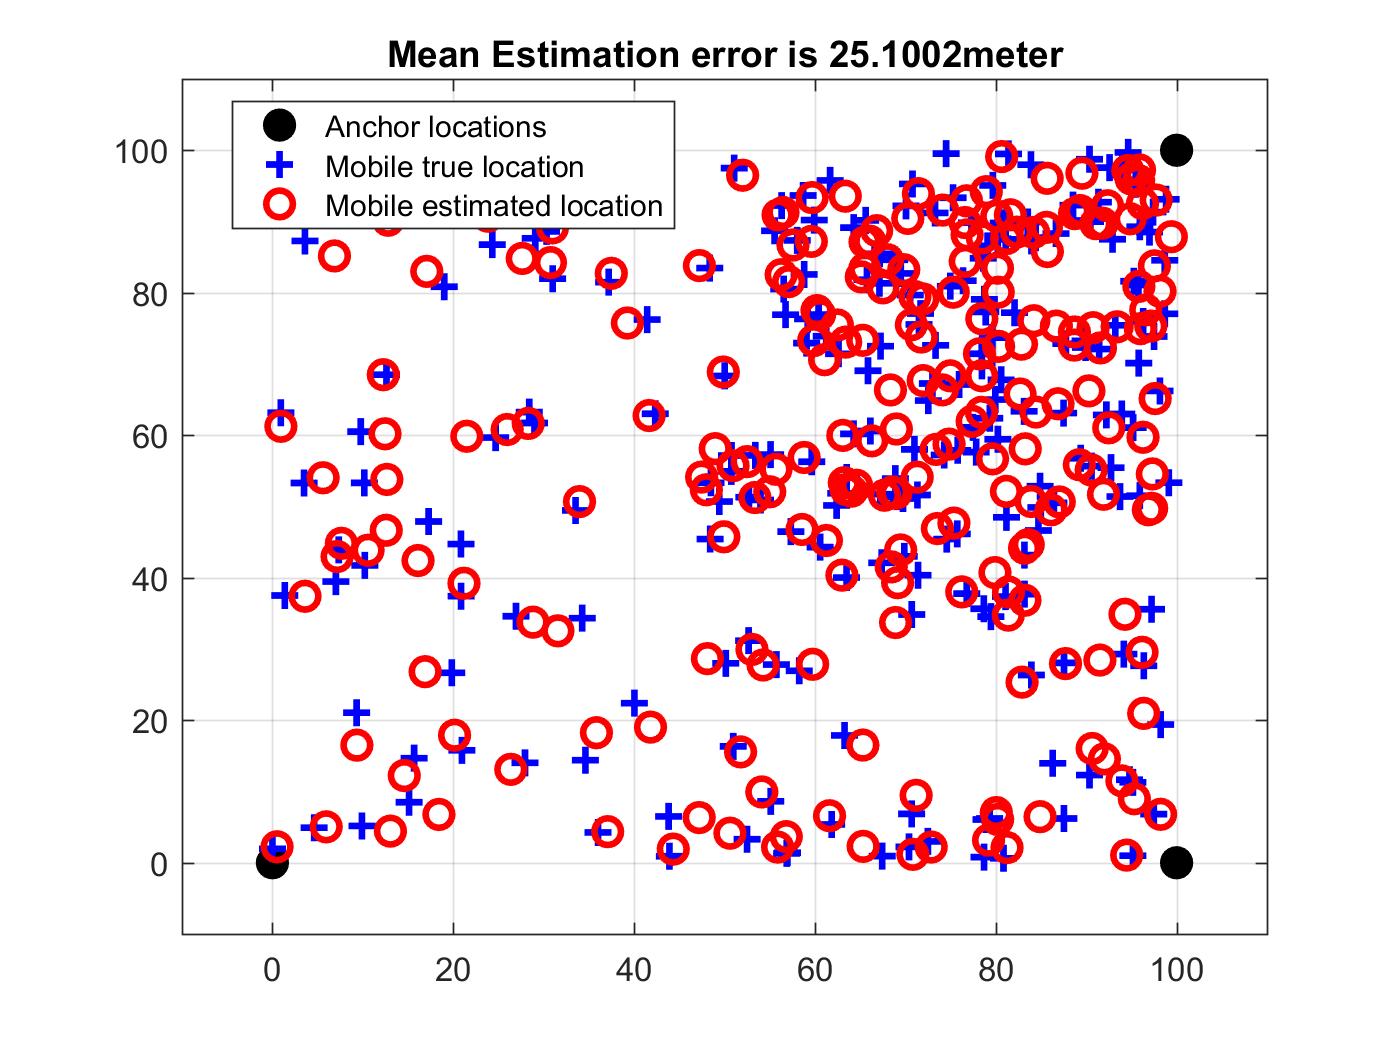 Mean Estimation error is 25.1002meter
Anchor locations
Mobile true location
Mobile estimated location
100
80
60
40
20
0
0 20 40 60 80 100